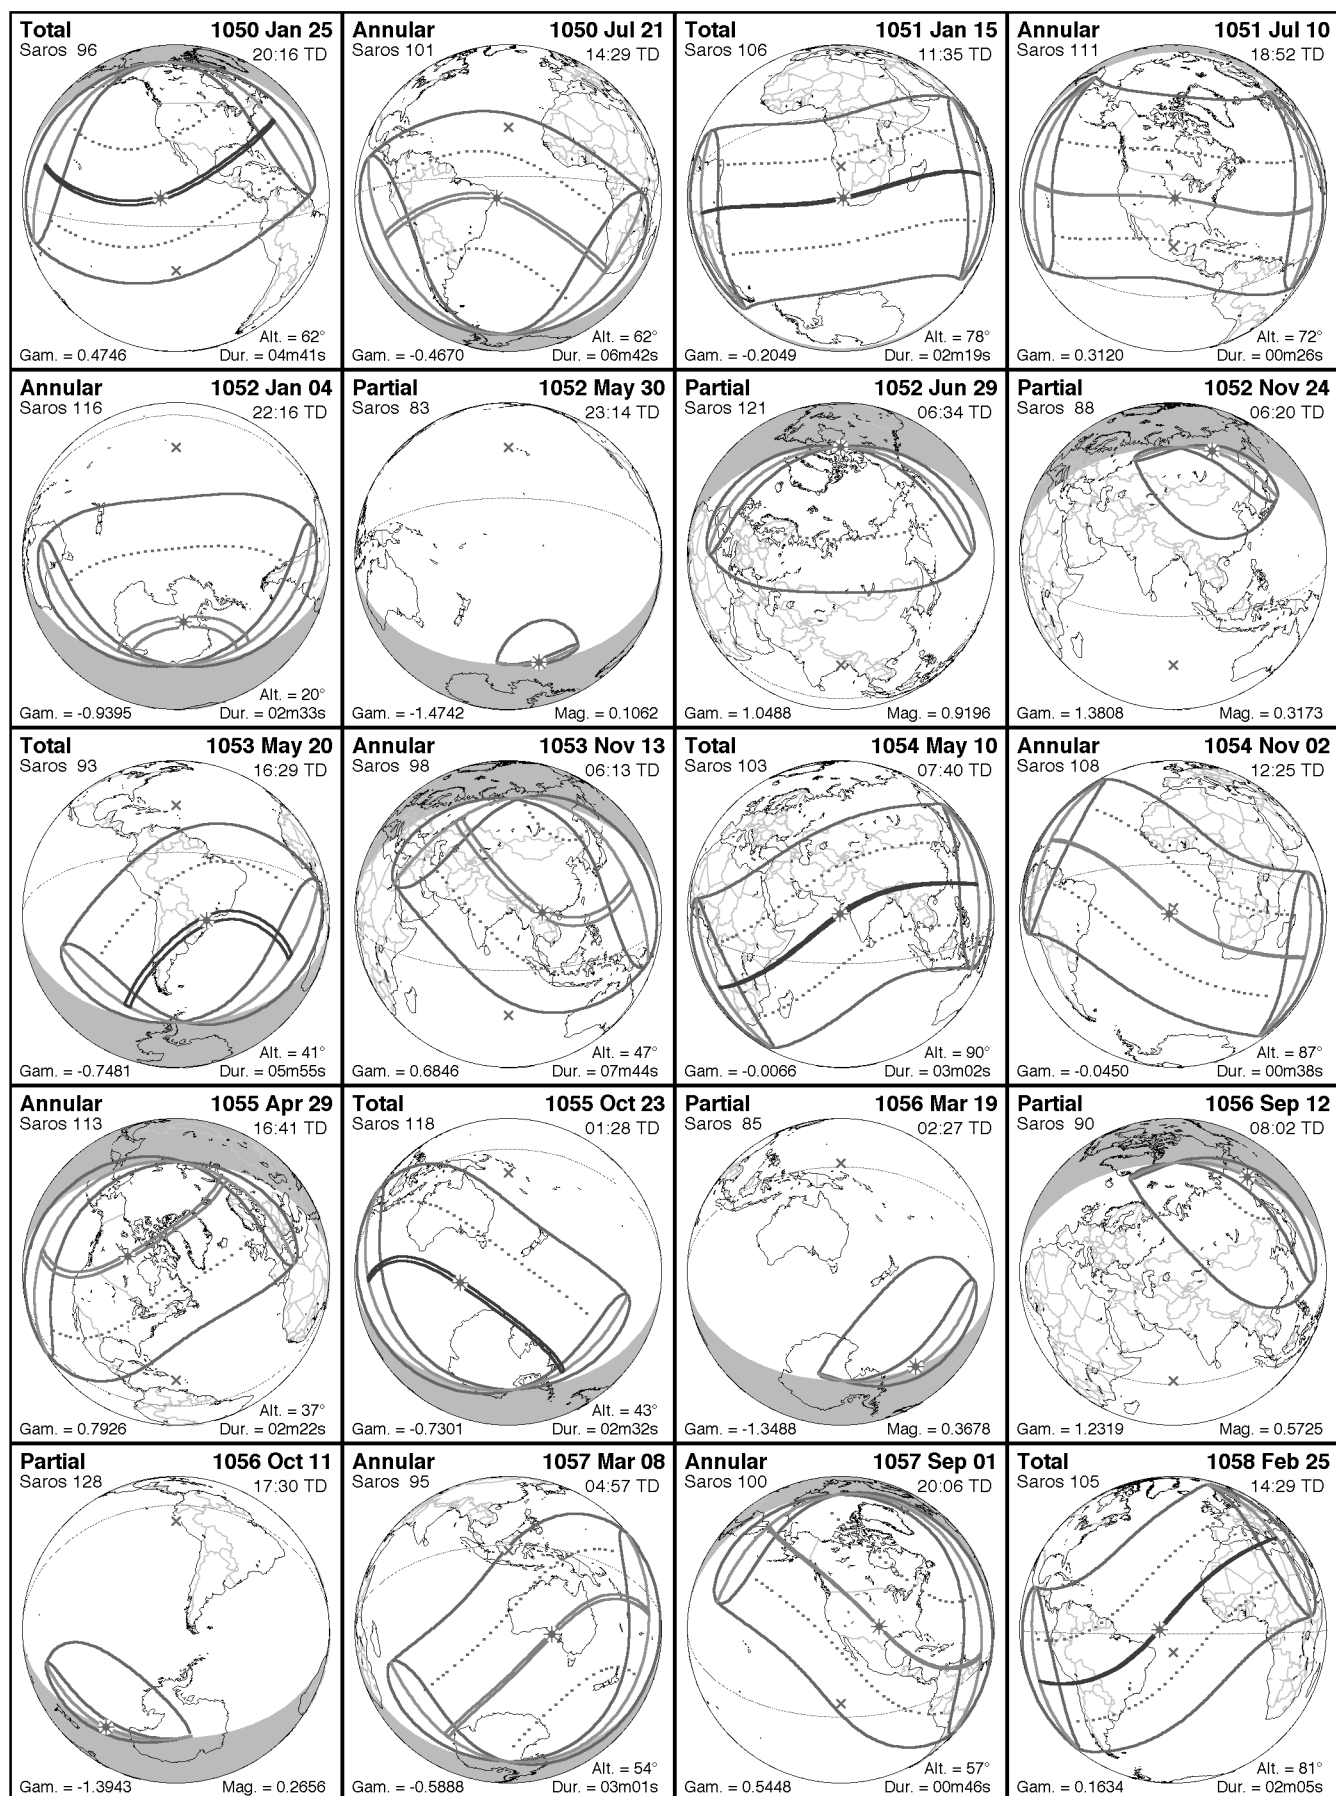 Total 1050 Jan 25
Saros 96 20:16 TD
Alt. = 62°
Gam. = 0.4746 Dur. = 04m41s
Annular 1050 Jul 21
Saros 101 14:29 TD
Alt. = 62°
Gam. = -0.4670 Dur. = 06m42s
Total 1051 Jan 15
Saros 106 11:35 TD
Alt. = 78°
Gam. = -0.2049 Dur. = 02m19s
Annular 1051 Jul 10
Saros 111 18:52 TD
Alt. = 72°
Gam. = 0.3120 Dur. = 00m26s
Annular 1052 Jan 04
Saros 116 22:16 TD
Alt. = 20°
Gam. = -0.9395 Dur. = 02m33s
Partial 1052 May 30
Saros 83 23:14 TD
Gam. = -1.4742 Mag. = 0.1062
Partial 1052 Jun 29
Saros 121 06:34 TD
Gam. = 1.0488 Mag. = 0.9196
Partial 1052 Nov 24
Saros 88 06:20 TD
Gam. = 1.3808 Mag. = 0.3173
Total 1053 May 20
Saros 93 16:29 TD
Alt. = 41°
Gam. = -0.7481 Dur. = 05m55s
Annular 1053 Nov 13
Saros 98 06:13 TD
Alt. = 47°
Gam. = 0.6846 Dur. = 07m44s
Total 1054 May 10
Saros 103 07:40 TD
Alt. = 90°
Gam. = -0.0066 Dur. = 03m02s
Annular 1054 Nov 02
Saros 108 12:25 TD
Alt. = 87°
Gam. = -0.0450 Dur. = 00m38s
Annular 1055 Apr 29
Saros 113 16:41 TD
Alt. = 37°
Gam. = 0.7926 Dur. = 02m22s
Total 1055 Oct 23
Saros 118 01:28 TD
Alt. = 43°
Gam. = -0.7301 Dur. = 02m32s
Partial 1056 Mar 19
Saros 85 02:27 TD
Gam. = -1.3488 Mag. = 0.3678
Partial 1056 Sep 12
Saros 90 08:02 TD
Gam. = 1.2319 Mag. = 0.5725
Partial 1056 Oct 11
Saros 128 17:30 TD
Gam. = -1.3943 Mag. = 0.2656
Annular 1057 Mar 08
Saros 95 04:57 TD
Alt. = 54°
Gam. = -0.5888 Dur. = 03m01s
Annular 1057 Sep 01
Saros 100 20:06 TD
Alt. = 57°
Gam. = 0.5448 Dur. = 00m46s
Total 1058 Feb 25
Saros 105 14:29 TD
Alt. = 81°
Gam. = 0.1634 Dur. = 02m05s